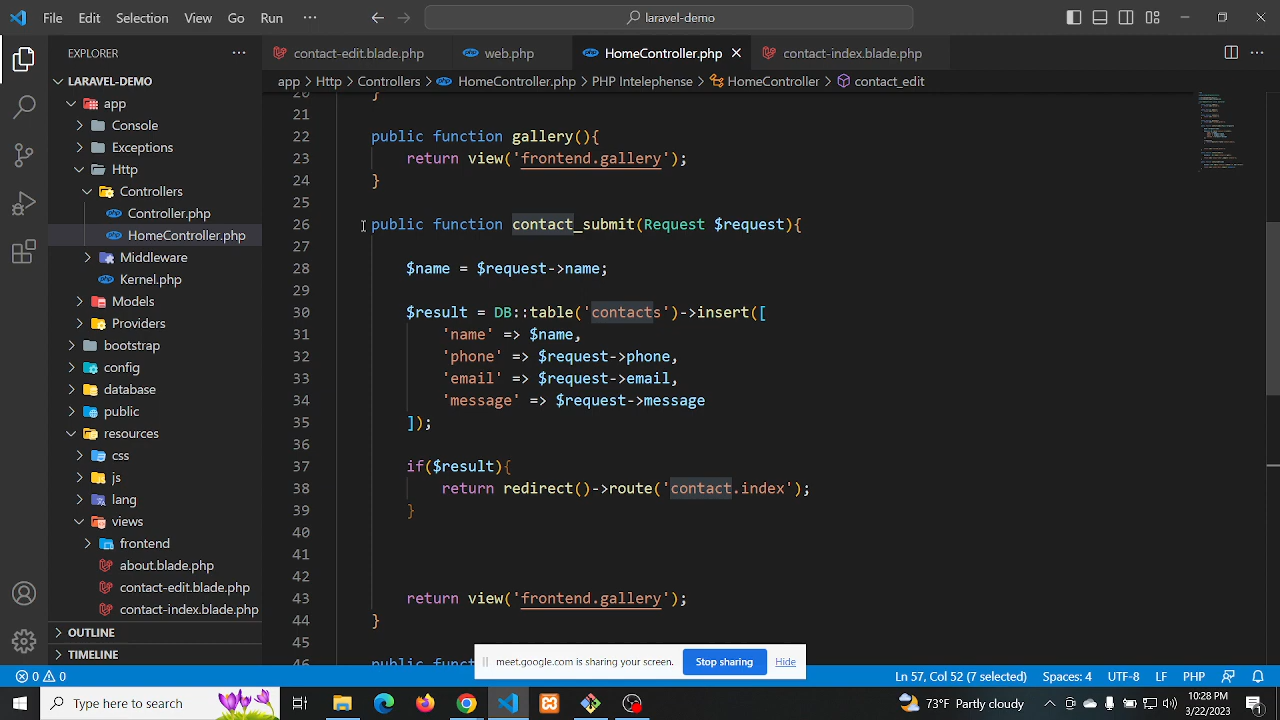 File Edit Selection View Go Run ··· laravel-demo
EXPLORER ···
contact-edit.blade.php web.php HomeController.php contact-index.blade.php
app > Http > Controllers > HomeController.php > PHP Intelephense > HomeController > contact_edit
LARAVEL-DEMO
app
Console
Exceptions
Http
Controllers
Controller.php
HomeController.php
Middleware
Kernel.php
Models
Providers
bootstrap
config
database
public
resources
css
js
lang
views
frontend
about.blade.php
contact-edit.blade.php
contact-index.blade.php
OUTLINE
TIMELINE
20 }
21
22 public function gallery(){
23 return view('frontend.gallery');
24 }
25
26 public function contact_submit(Request $request){
27
28 $name = $request->name;
29
30 $result = DB::table('contacts')->insert([
31 'name' => $name,
32 'phone' => $request->phone,
33 'email' => $request->email,
34 'message' => $request->message
35 ]);
36
37 if($result){
38 return redirect()->route('contact.index');
39 }
40
41
42
43 return view('frontend.gallery');
44 }
45
46 public funct
meet.google.com is sharing your screen. Stop sharing Hide
0 0 Ln 57, Col 52 (7 selected) Spaces: 4 UTF-8 LF PHP
Type here to search 73°F Partly cloudy 10:28 PM
3/22/2023